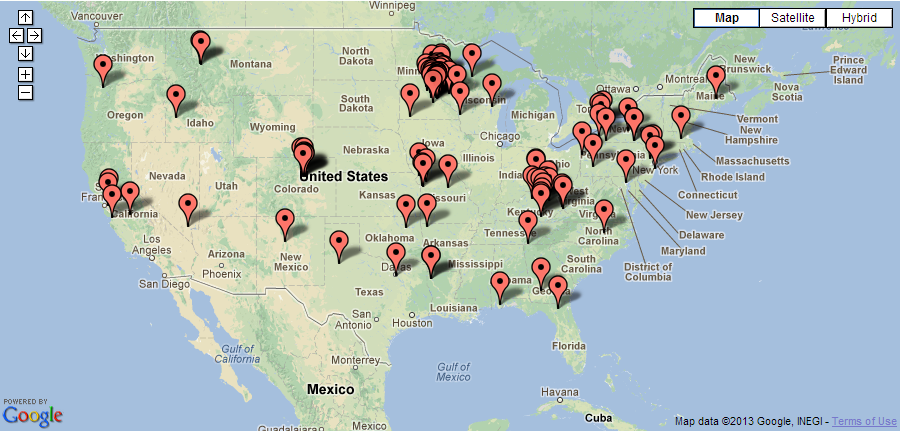 Vancouver
Winnipeg
Map
Satellite
Hybrid
Washington
Montana
North
Dakota
Ottawa
Montreal
New
Brunswick
Prince
Edward
Island
Maine
Nova
Scotia
Oregon
Idaho
South
Dakota
Wisconsin
Michigan
Vermont
New
Hampshire
Wyoming
Nebraska
Iowa
Chicago
Illinois
Pennsylvania
New York
Massachusetts
Rhode Island
Connecticut
New Jersey
Delaware
Maryland
District of
Columbia
Nevada
Utah
Colorado
United States
Kansas
Missouri
Kentucky
West
Virginia
Virginia
California
Los
Angeles
San Diego
Arizona
Phoenix
New
Mexico
Oklahoma
Arkansas
Tennessee
North
Carolina
South
Carolina
Dallas
Mississippi
Georgia
Texas
Louisiana
San
Antonio
Houston
Florida
Gulf of
California
Monterrey
Gulf of
Mexico
Mexico
Havana
Cuba
POWERED BY
Google
Map data ©2013 Google, INEGI - Terms of Use